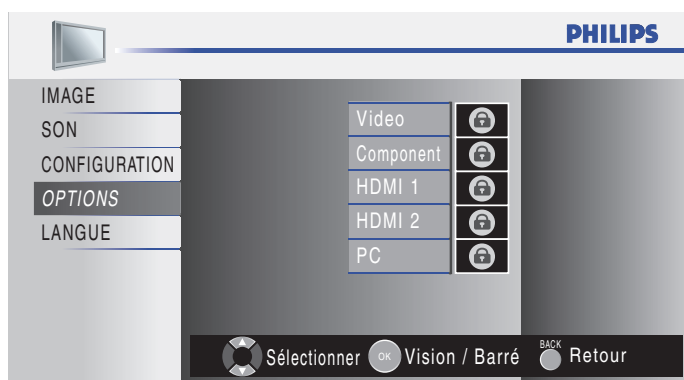 PHILIPS
IMAGE
SON
CONFIGURATION
OPTIONS
LANGUE
Video
Component
HDMI 1
HDMI 2
PC
Sélectionner OK Vision / Barré BACK Retour